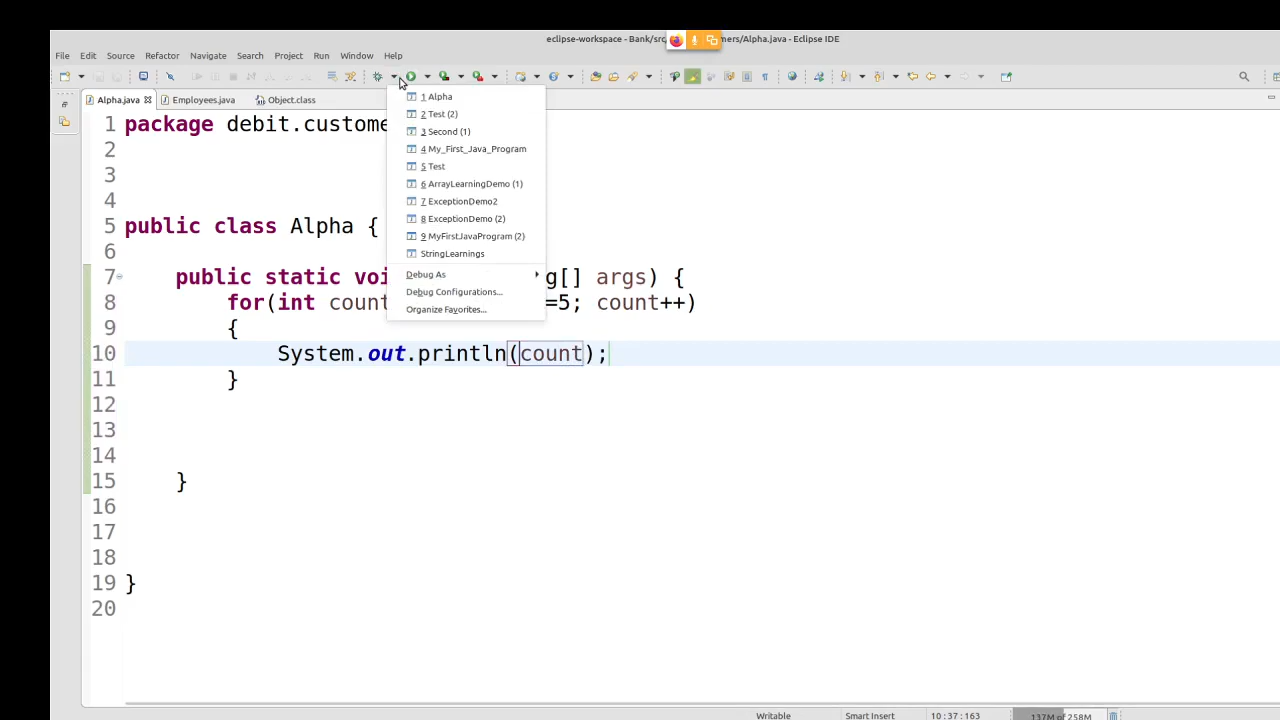 eclipse-workspace - Bank/src mers/Alpha.java - Eclipse IDE
File Edit Source Refactor Navigate Search Project Run Window Help
Alpha.java Employees.java Object.class
1 Alpha
2 Test (2)
3 Second (1)
4 My_First_Java_Program
5 Test
6 ArrayLearningDemo (1)
7 ExceptionDemo2
8 ExceptionDemo (2)
9 MyFirstJavaProgram (2)
StringLearnings
Debug As
Debug Configurations...
Organize Favorites...
1 package debit.custome
2
3
4
5 public class Alpha {
6
7 public static voi g[] args) {
8 for(int count =5; count++)
9 {
10 System.out.println(count);
11 }
12
13
14
15 }
16
17
18
19 }
20
Writable Smart Insert 10 : 37 : 163 137M of 258M